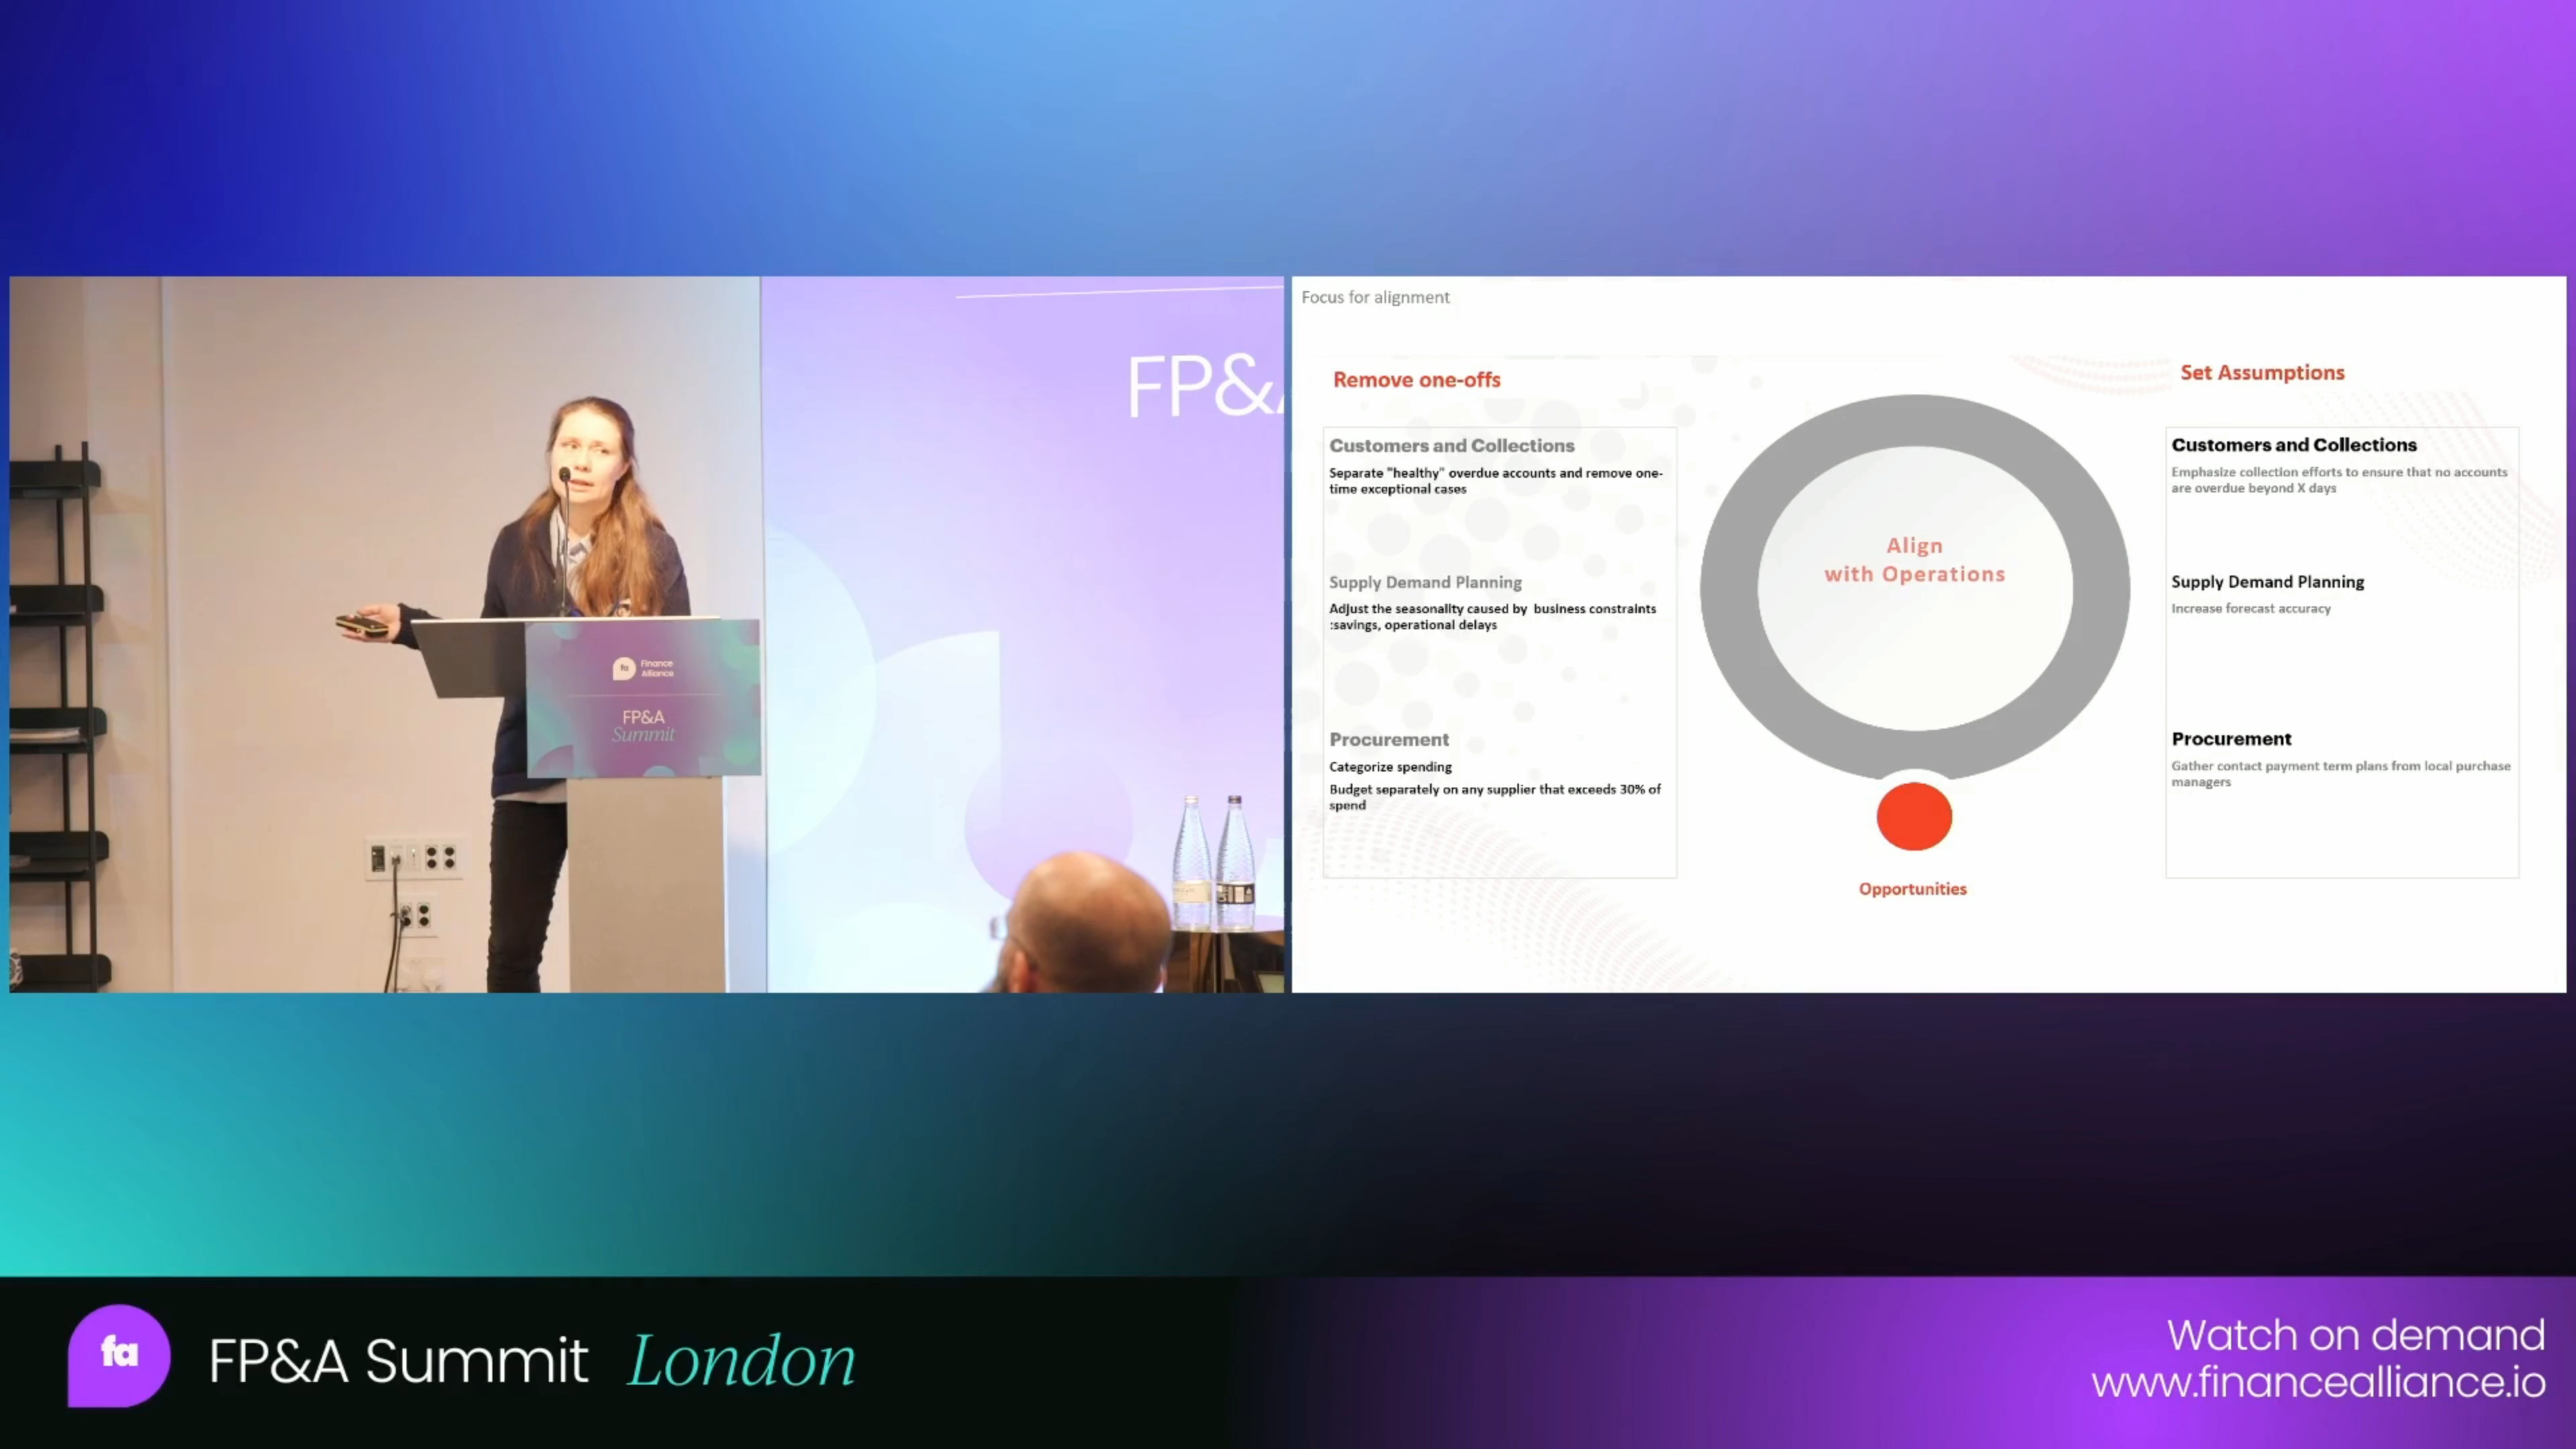 FP&
Finance
Alliance
fa
FP&A
Summit
Focus for alignment
Remove one-offs
Customers and Collections
Separate "healthy" overdue accounts and remove one-
time exceptional cases
Supply Demand Planning
Adjust the seasonality caused by business constraints
:savings, operational delays
Procurement
Categorize spending
Budget separately on any supplier that exceeds 30% of
spend
Align
with Operations
Opportunities
Set Assumptions
Customers and Collections
Emphasize collection efforts to ensure that no accounts
are overdue beyond X days
Supply Demand Planning
Increase forecast accuracy
Procurement
Gather contact payment term plans from local purchase
managers
fa
FP&A Summit London
Watch on demand
www.financealliance.io